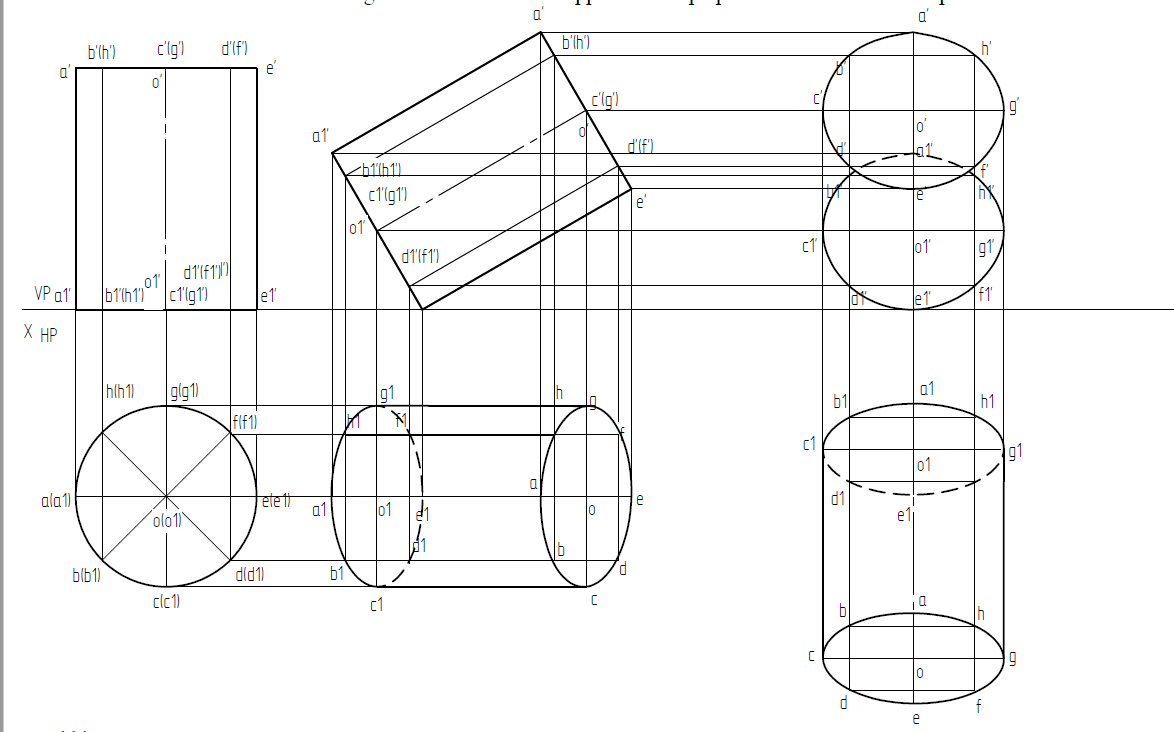 a'
a'
b'(h')
c'(g')
d'(f')
b'(h')
h'
a'
o'
e'
b'
c'(g')
c'
g'
a1'
o'
o'
d'(f')
d'
a1'
b1'(h1')
f'
c1'(g1')
e'
b1'
e'
h1'
o1'
c1'
o1'
g1'
d1'(f1')
d1'(f1')
o1'
VP
a1'
b1'(h1')
c1'(g1')
e1'
d1'
e1'
f1'
X
HP
h(h1)
g(g1)
g1
h
g
a1
b1
h1
f(f1)
h1
f1
f
c1
g1
o1
a
a(a1)
e(e1)
a1
o1
e1
o
e
d1
e1
o(o1)
d1
b
b(b1)
d(d1)
b1
d
c(c1)
c1
c
a
b
h
c
g
o
d
f
e